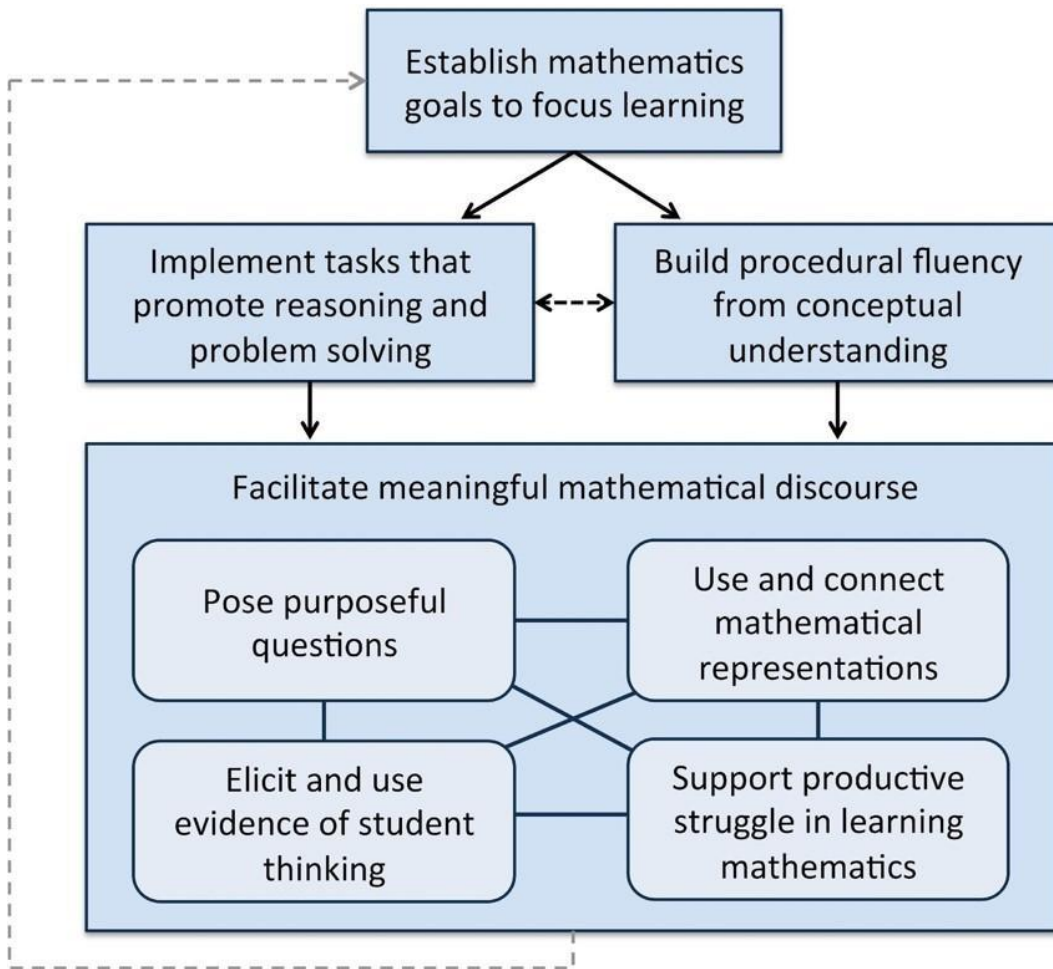 Establish mathematics
goals to focus learning
Implement tasks that
promote reasoning and
problem solving
Build procedural fluency
from conceptual
understanding
Facilitate meaningful mathematical discourse
Pose purposeful
questions
Use and connect
mathematical
representations
Elicit and use
evidence of student
thinking
Support productive
struggle in learning
mathematics